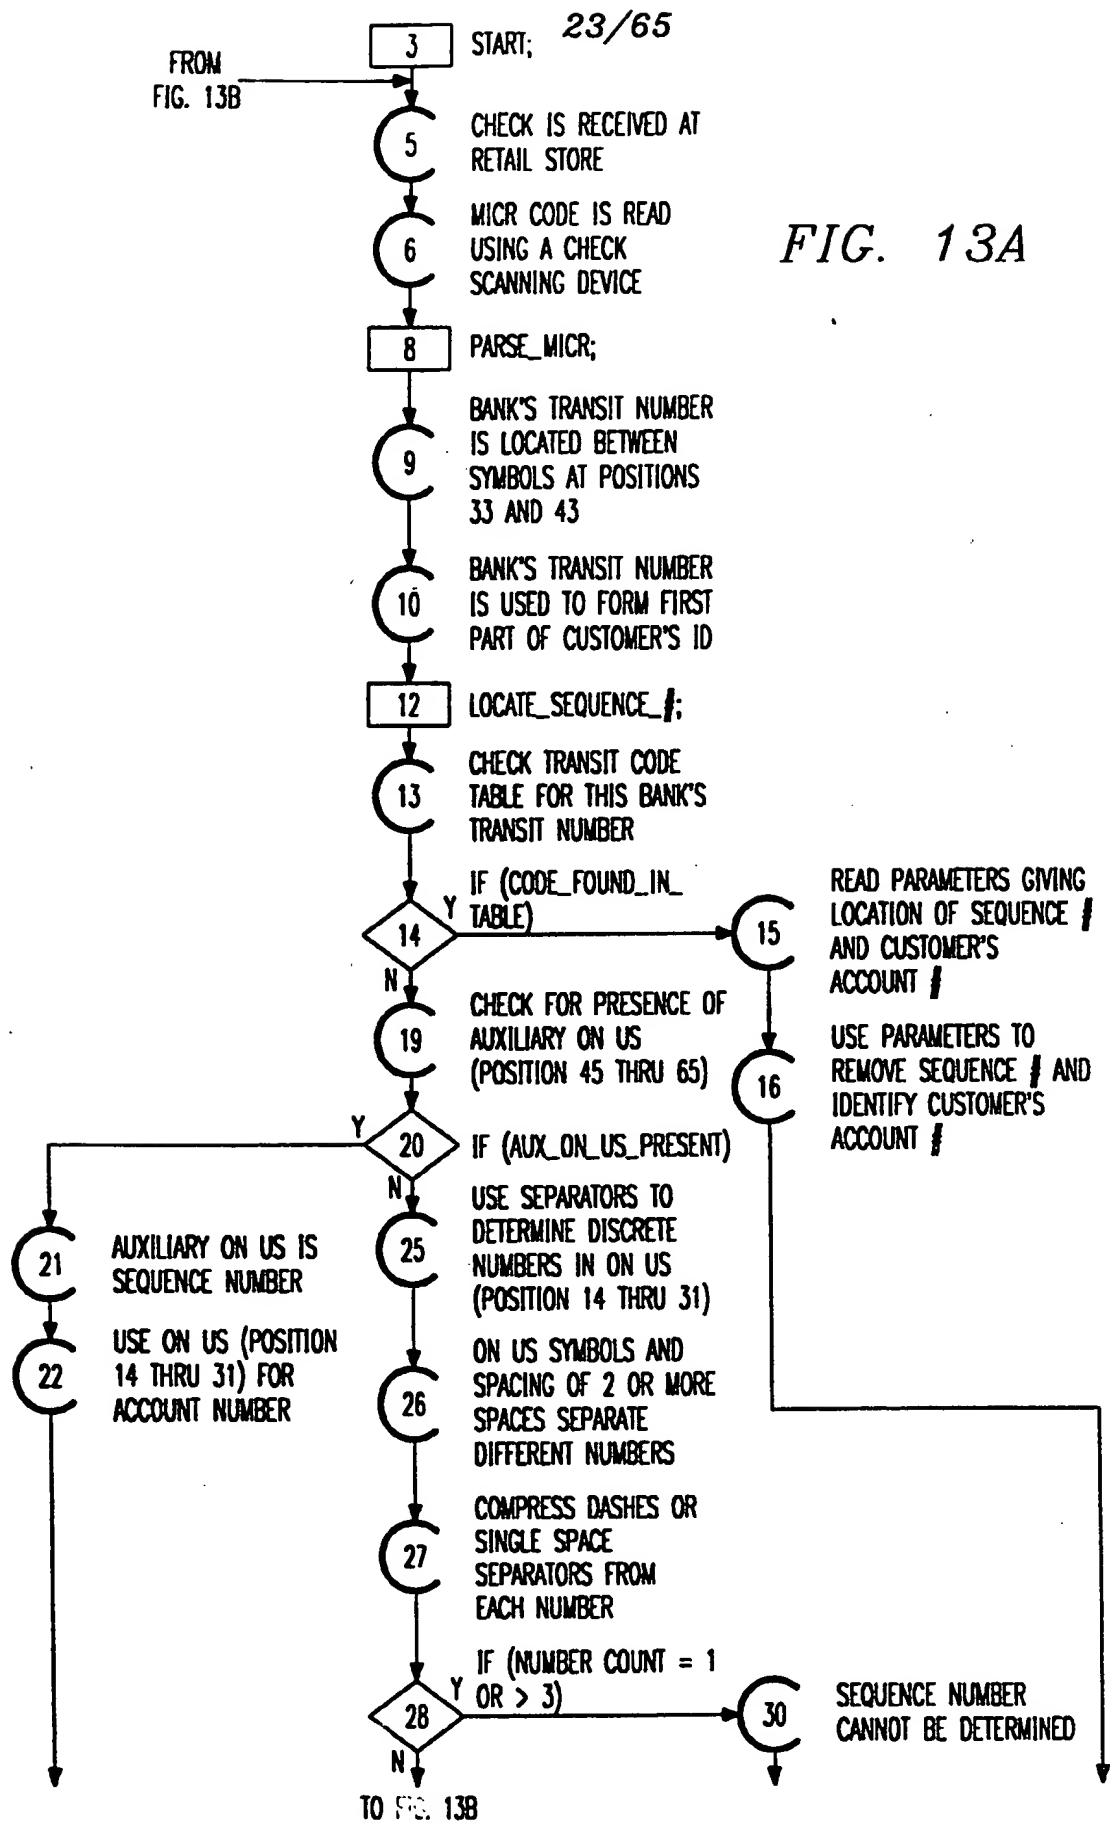 23/65
3 START;
FROM
FIG. 13B
5 CHECK IS RECEIVED AT
RETAIL STORE
6 MICR CODE IS READ
USING A CHECK
SCANNING DEVICE
FIG. 13A
8 PARSE_MICR;
9 BANK'S TRANSIT NUMBER
IS LOCATED BETWEEN
SYMBOLS AT POSITIONS
33 AND 43
10 BANK'S TRANSIT NUMBER
IS USED TO FORM FIRST
PART OF CUSTOMER'S ID
12 LOCATE_SEQUENCE_#;
13 CHECK TRANSIT CODE
TABLE FOR THIS BANK'S
TRANSIT NUMBER
14 Y IF (CODE_FOUND_IN_
TABLE)
N
15 READ PARAMETERS GIVING
LOCATION OF SEQUENCE #
AND CUSTOMER'S
ACCOUNT #
16 USE PARAMETERS TO
REMOVE SEQUENCE # AND
IDENTIFY CUSTOMER'S
ACCOUNT #
19 CHECK FOR PRESENCE OF
AUXILIARY ON US
(POSITION 45 THRU 65)
Y 20 IF (AUX_ON_US_PRESENT)
N
21 AUXILIARY ON US IS
SEQUENCE NUMBER
22 USE ON US (POSITION
14 THRU 31) FOR
ACCOUNT NUMBER
25 USE SEPARATORS TO
DETERMINE DISCRETE
NUMBERS IN ON US
(POSITION 14 THRU 31)
26 ON US SYMBOLS AND
SPACING OF 2 OR MORE
SPACES SEPARATE
DIFFERENT NUMBERS
27 COMPRESS DASHES OR
SINGLE SPACE
SEPARATORS FROM
EACH NUMBER
28 Y IF (NUMBER COUNT = 1
OR > 3)
N
30 SEQUENCE NUMBER
CANNOT BE DETERMINED
TO FIG. 13B